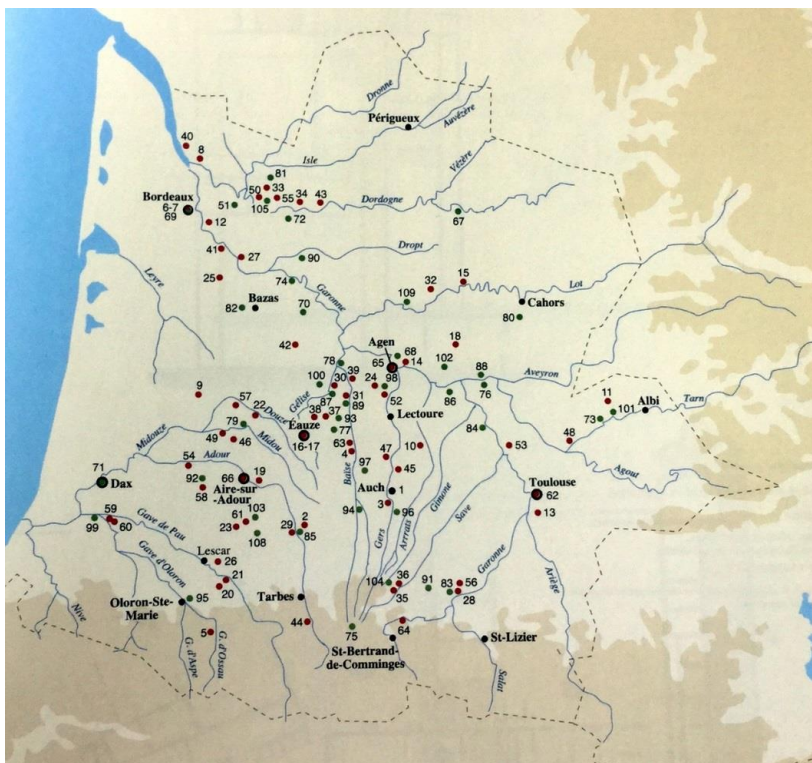 Dronne
Périgueux
Auvézère
40
8
Isle
Vézère
81
50
33
55
34
43
Dordogne
Bordeaux
6-7
69
51
105
72
67
12
41
27
90
Dropt
Leyre
25
74
Garonne
32
15
Lot
109
Cahors
82
Bazas
70
80
42
Agen
65
68
14
18
102
78
88
Aveyron
100
30
39
24
98
9
57
22
Douze
Gélise
87
31
89
52
86
76
11
101
Albi
Tarn
73
79
38
37
93
Lectoure
Midouze
49
46
Midou
Eauze
16-17
77
63
4
47
10
84
53
48
Agout
54
Adour
71
Dax
92
58
66
19
Aire-sur
-Adour
97
45
Baïse
Auch
1
3
Toulouse
62
13
94
96
Gimone
Save
59
99
60
Gave de Pau
61
103
23
108
2
29
85
Gers
Arrrats
Gave d'Oloron
Lescar
26
21
20
Garonne
Ariège
104
36
35
91
83
56
28
Oloron-Ste-
Marie
95
Tarbes
Nive
5
44
75
64
G. d'Aspe
G. d'Ossau
St-Bertrand-
de-Comminges
St-Lizier
Salat